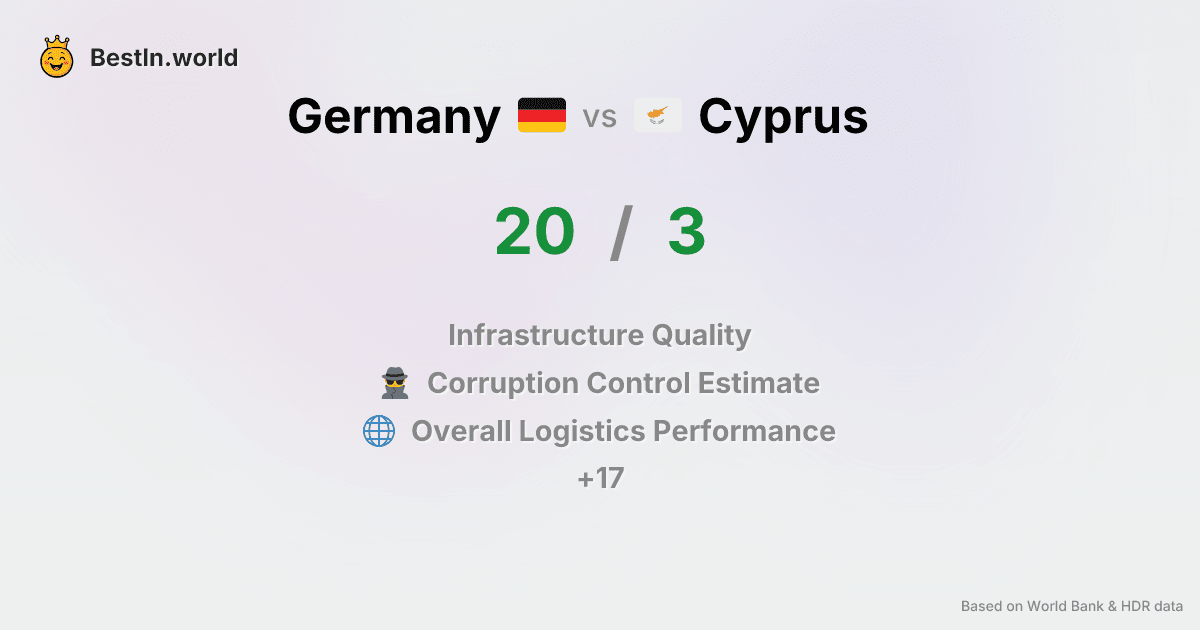 BestIn.world
Germany vs Cyprus
20 / 3
Infrastructure Quality
Corruption Control Estimate
Overall Logistics Performance
+17
Based on World Bank & HDR data